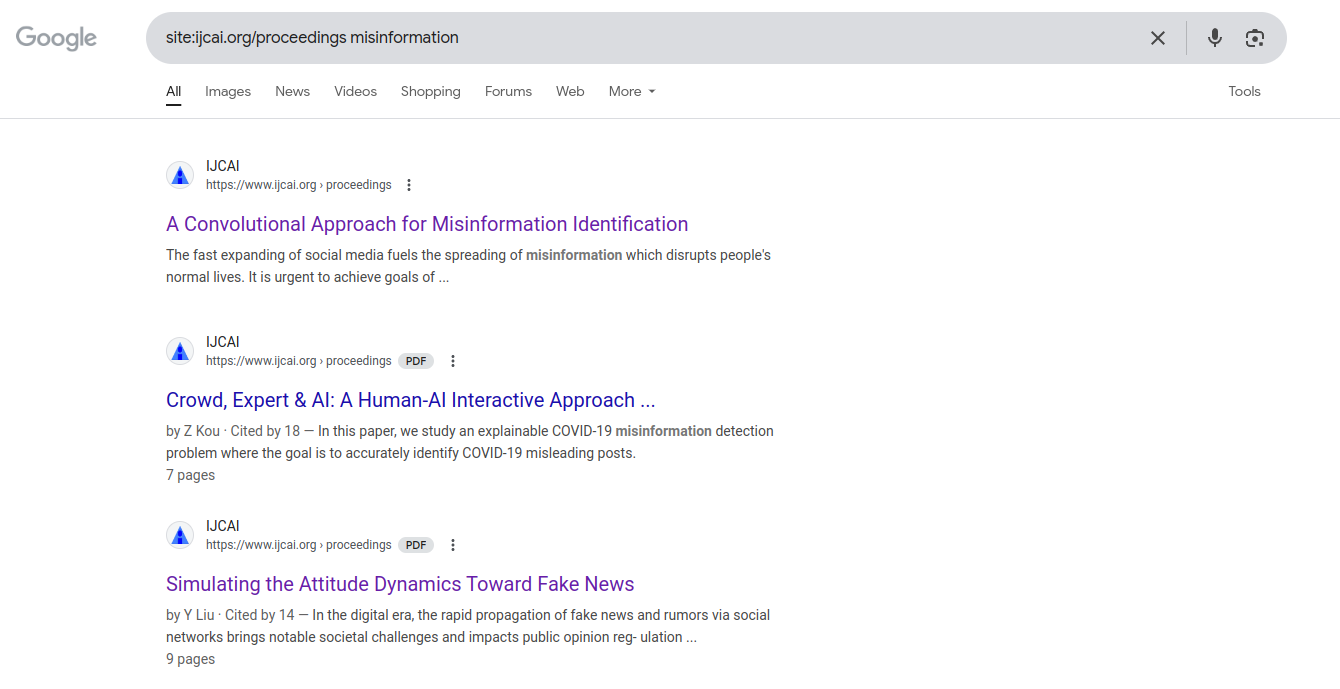 Google
site:ijcai.org/proceedings misinformation
All Images News Videos Shopping Forums Web More Tools
IJCAI
https://www.ijcai.org › proceedings
A Convolutional Approach for Misinformation Identification
The fast expanding of social media fuels the spreading of misinformation which disrupts people's
normal lives. It is urgent to achieve goals of ...
IJCAI
https://www.ijcai.org › proceedings PDF
Crowd, Expert & AI: A Human-AI Interactive Approach ...
by Z Kou · Cited by 18 — In this paper, we study an explainable COVID-19 misinformation detection
problem where the goal is to accurately identify COVID-19 misleading posts.
7 pages
IJCAI
https://www.ijcai.org › proceedings PDF
Simulating the Attitude Dynamics Toward Fake News
by Y Liu · Cited by 14 — In the digital era, the rapid propagation of fake news and rumors via social
networks brings notable societal challenges and impacts public opinion reg- ulation ...
9 pages